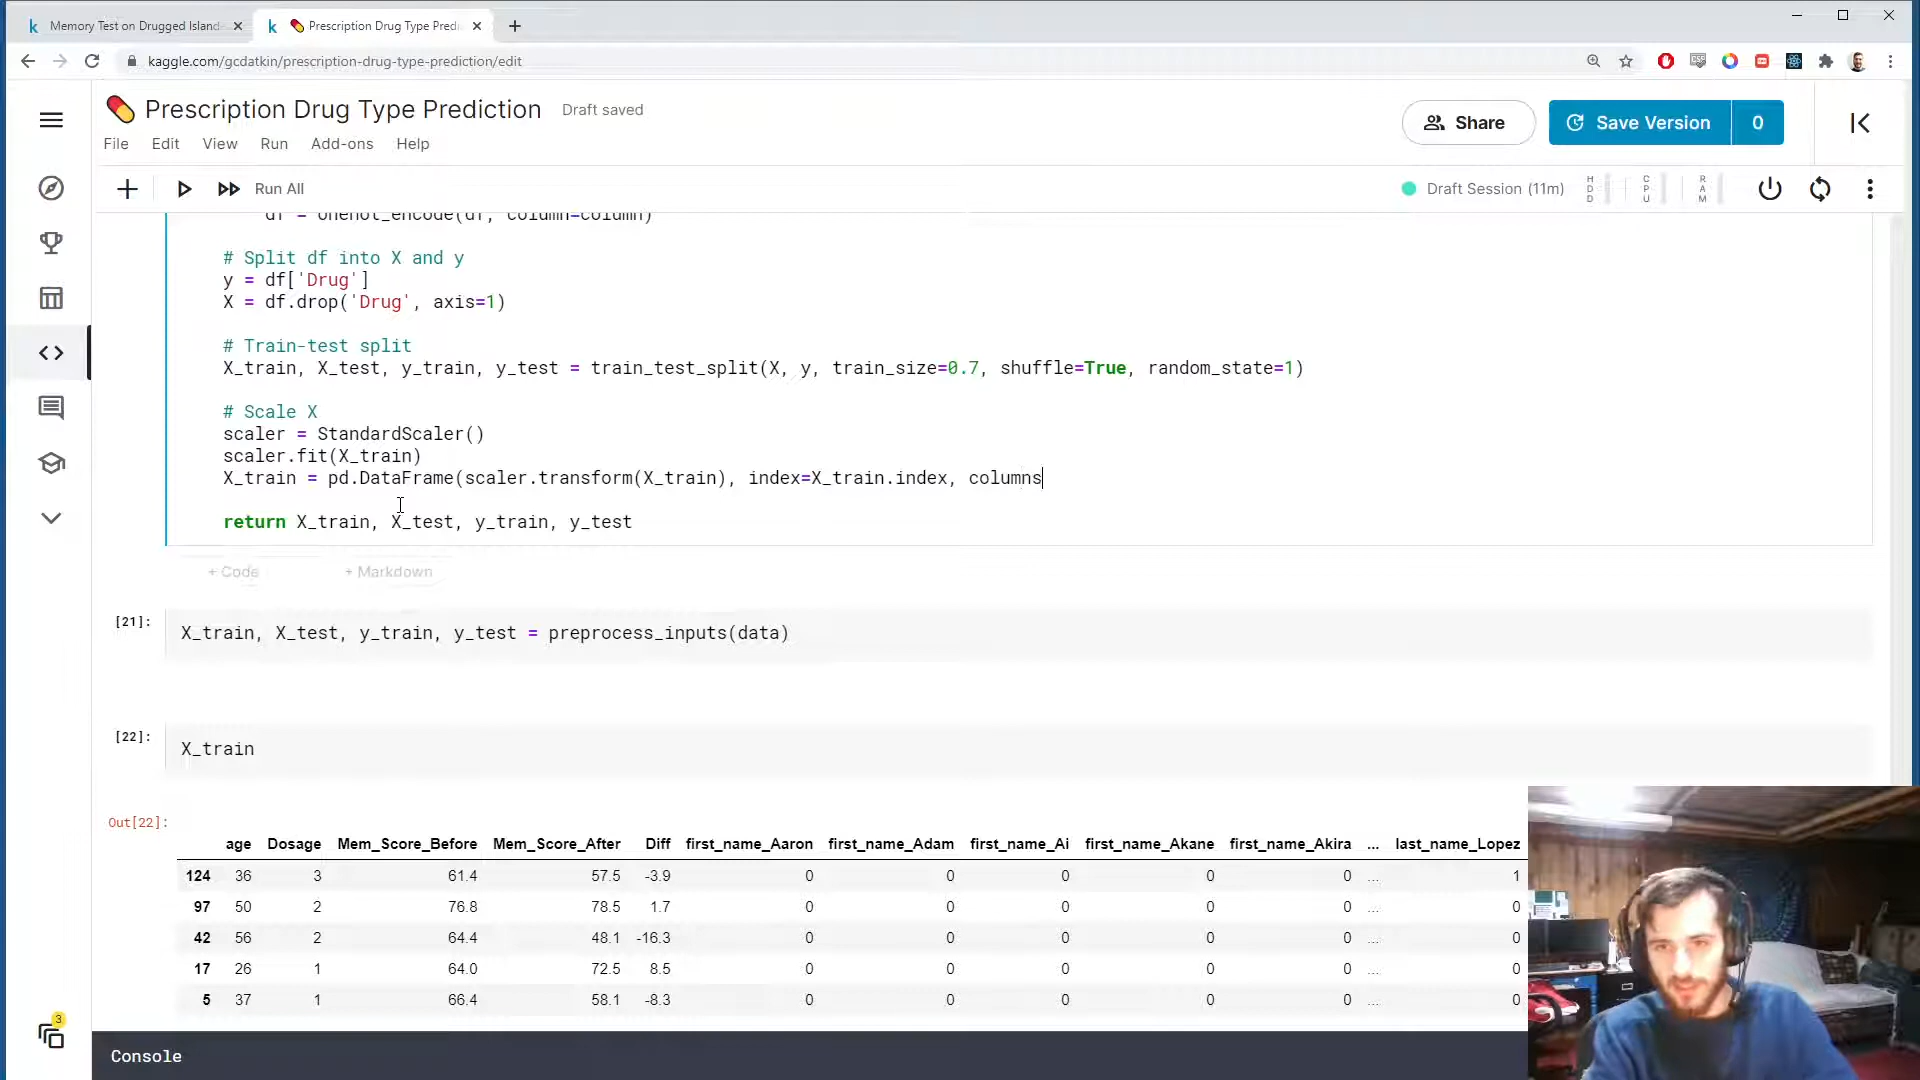 Memory Test on Drugged Island
Prescription Drug Type Predi
kaggle.com/gcdatkin/prescription-drug-type-prediction/edit
Prescription Drug Type Prediction
Draft saved
Share
Save Version
0
File Edit View Run Add-ons Help
Run All
Draft Session (11m)
HDD
CPU
RAM
df = onehot_encode(df, column=column)
# Split df into X and y
y = df['Drug']
X = df.drop('Drug', axis=1)
# Train-test split
X_train, X_test, y_train, y_test = train_test_split(X, y, train_size=0.7, shuffle=True, random_state=1)
# Scale X
scaler = StandardScaler()
scaler.fit(X_train)
X_train = pd.DataFrame(scaler.transform(X_train), index=X_train.index, columns
return X_train, X_test, y_train, y_test
+ Code + Markdown
[21]:
X_train, X_test, y_train, y_test = preprocess_inputs(data)
[22]:
X_train
Out[22]:
age Dosage Mem_Score_Before Mem_Score_After Diff first_name_Aaron first_name_Adam first_name_Ai first_name_Akane first_name_Akira ... last_name_Lopez
124 36 3 61.4 57.5 -3.9 0 0 0 0 0 ... 1
97 50 2 76.8 78.5 1.7 0 0 0 0 0 ... 0
42 56 2 64.4 48.1 -16.3 0 0 0 0 0 ... 0
17 26 1 64.0 72.5 8.5 0 0 0 0 0 ... 0
5 37 1 66.4 58.1 -8.3 0 0 0 0 0 ... 0
3
Console